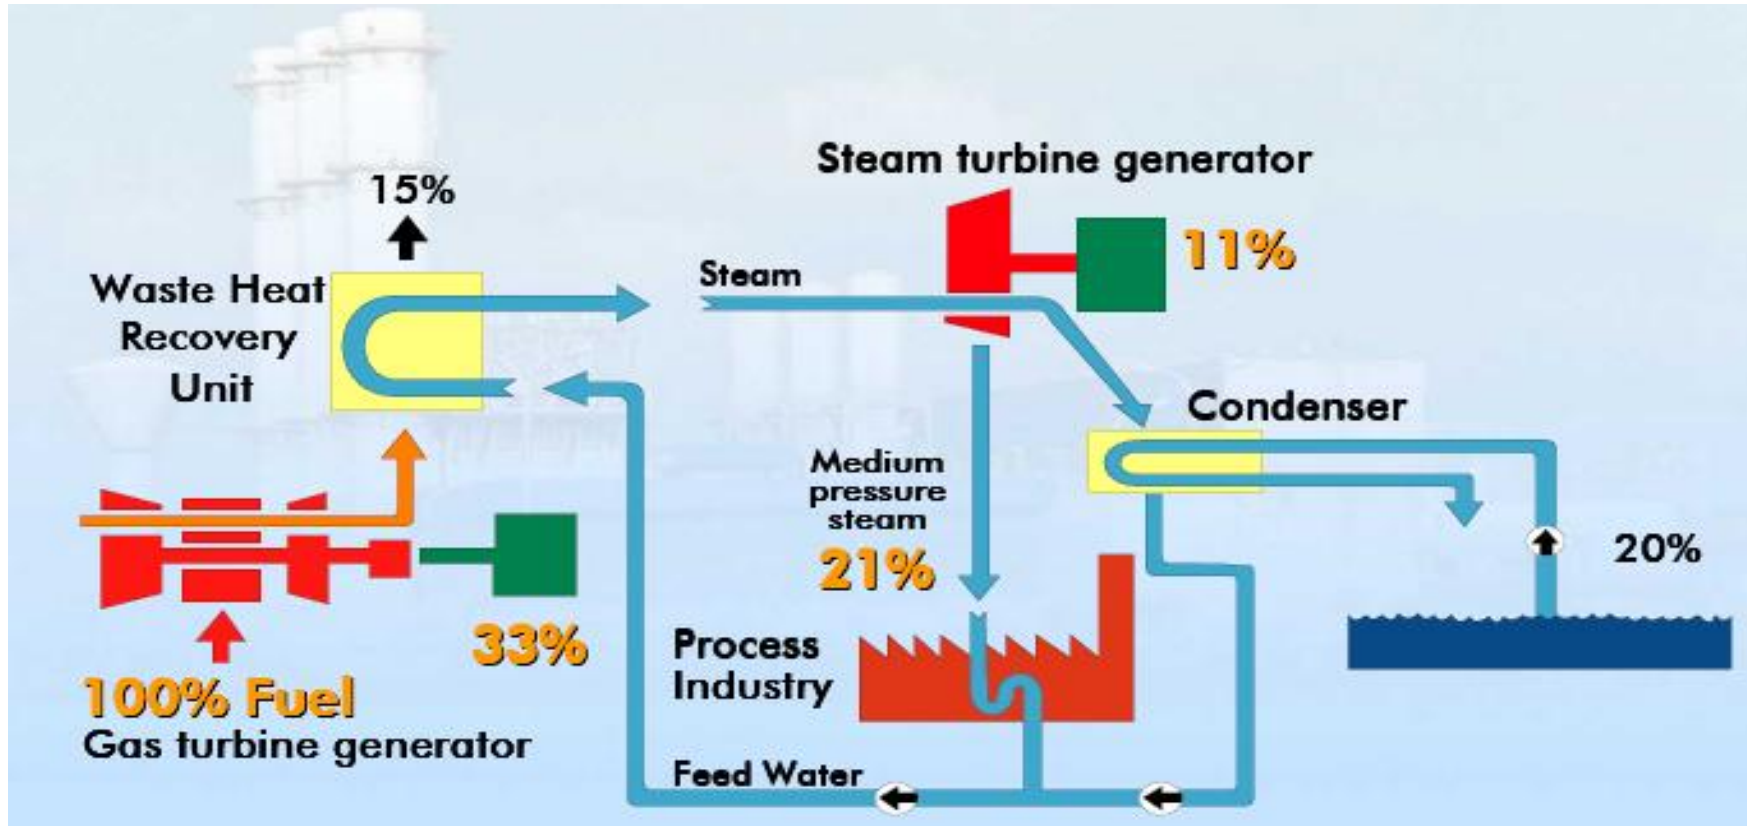 15%
Waste Heat
Recovery
Unit
Steam
Steam turbine generator
11%
Condenser
Medium
pressure
steam
21%
20%
33%
100% Fuel
Gas turbine generator
Process
Industry
Feed Water